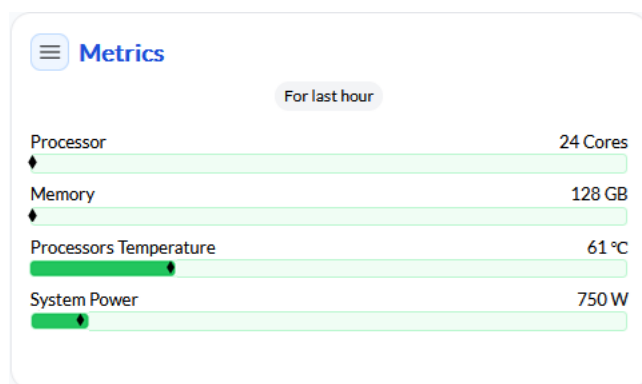 Metrics
For last hour
Processor 24 Cores
Memory 128 GB
Processors Temperature 61 °C
System Power 750 W